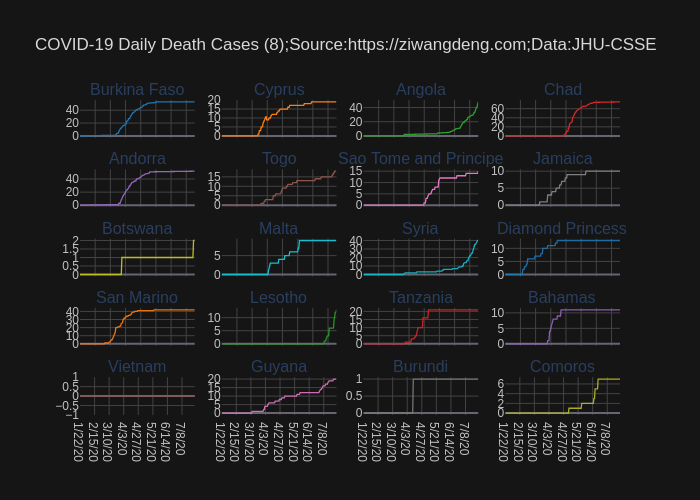 COVID-19 Daily Death Cases (8);Source:https://ziwangdeng.com;Data:JHU-CSSE
Burkina Faso Cyprus Angola Chad
40 20 0
20 15 10 5 0
40 20 0
60 40 20 0
Andorra Togo Sao Tome and Principe Jamaica
40 20 0
15 10 5 0
15 10 5 0
10 5 0
Botswana Malta Syria Diamond Princess
2 1.5 1 0.5 0
5 0
40 30 20 10 0
10 5 0
San Marino Lesotho Tanzania Bahamas
40 30 20 10 0
10 5 0
20 15 10 5 0
10 5 0
Vietnam Guyana Burundi Comoros
1 0.5 0 −0.5 −1
20 15 10 5 0
1 0.5 0
6 4 2 0
1/22/20 2/15/20 3/10/20 4/3/20 4/27/20 5/21/20 6/14/20 7/8/20
1/22/20 2/15/20 3/10/20 4/3/20 4/27/20 5/21/20 6/14/20 7/8/20
1/22/20 2/15/20 3/10/20 4/3/20 4/27/20 5/21/20 6/14/20 7/8/20
1/22/20 2/15/20 3/10/20 4/3/20 4/27/20 5/21/20 6/14/20 7/8/20